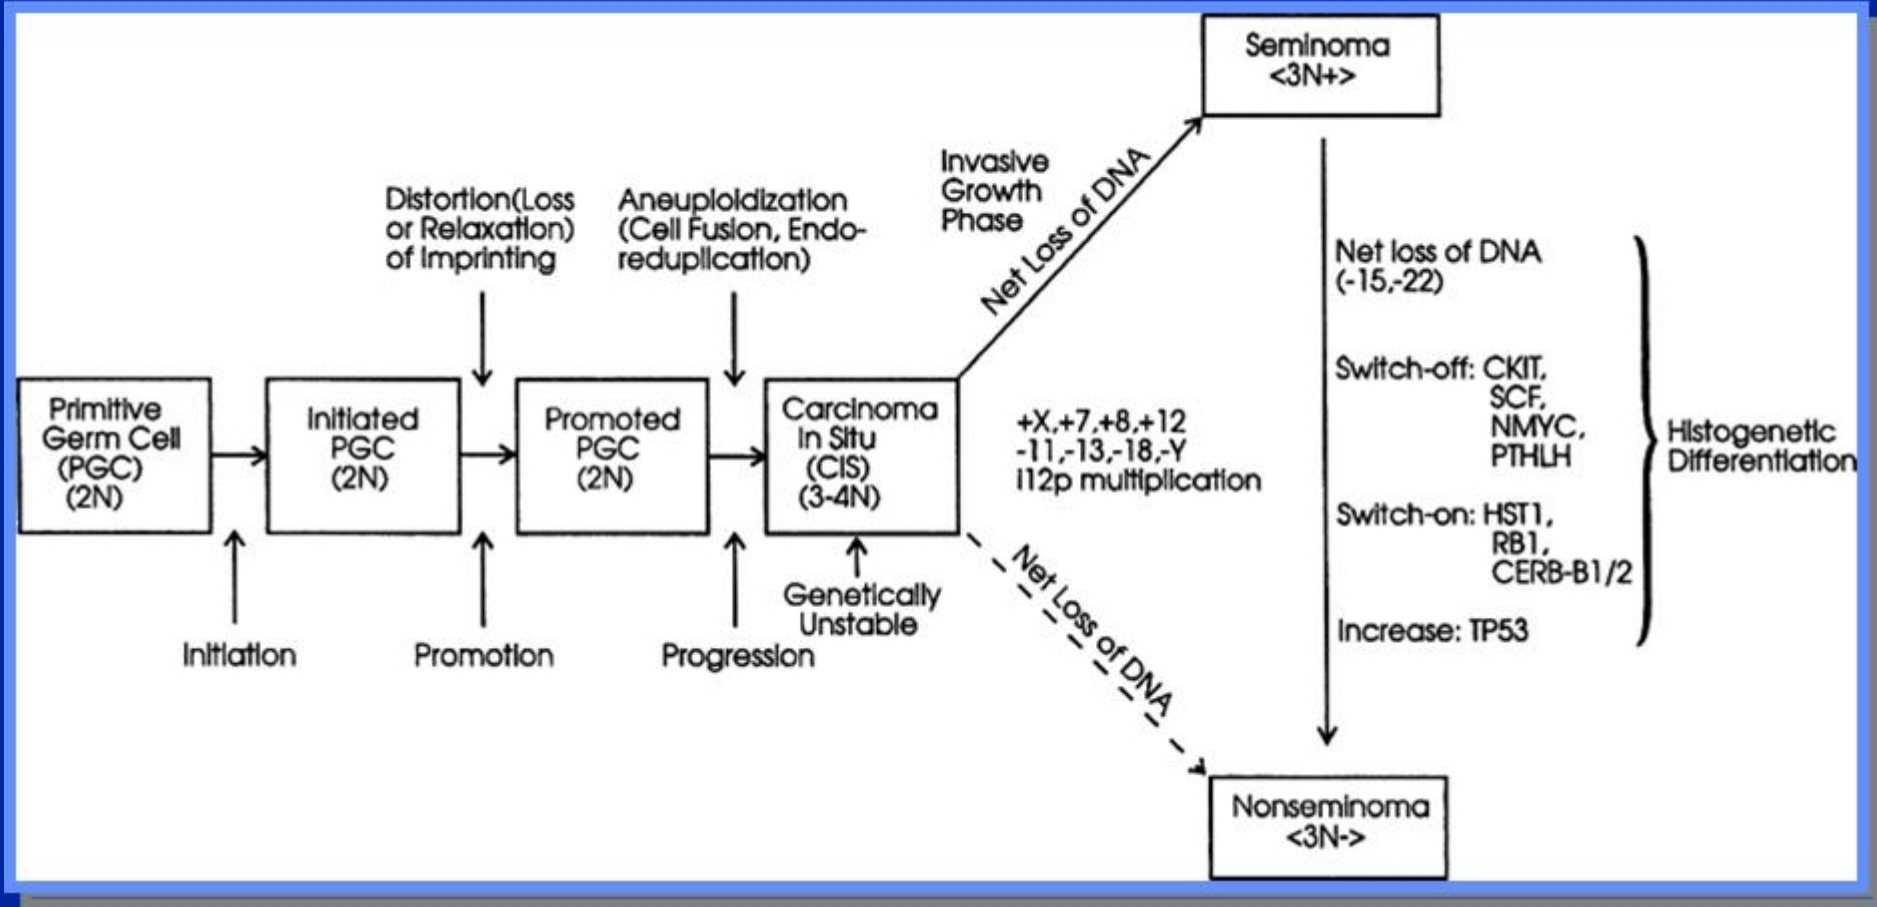 Seminoma
<3N+>
Invasive
Growth
Phase
Net Loss of DNA
Distortion(Loss
or Relaxation)
of Imprinting
Aneuploidization
(Cell Fusion, Endo-
reduplication)
Primitive
Germ Cell
(PGC)
(2N)
Initiated
PGC
(2N)
Promoted
PGC
(2N)
Carcinoma
In Situ
(CIS)
(3-4N)
+X,+7,+8,+12
-11,-13,-18,-Y
i12p multiplication
Initiation
Promotion
Progression
Genetically
Unstable
Net Loss of DNA
Net loss of DNA
(-15,-22)
Switch-off: CKIT,
SCF,
NMYC,
PTHLH
Switch-on: HST1,
RB1,
CERB-B1/2
Increase: TP53
Histogenetic
Differentiation
Nonseminoma
<3N->